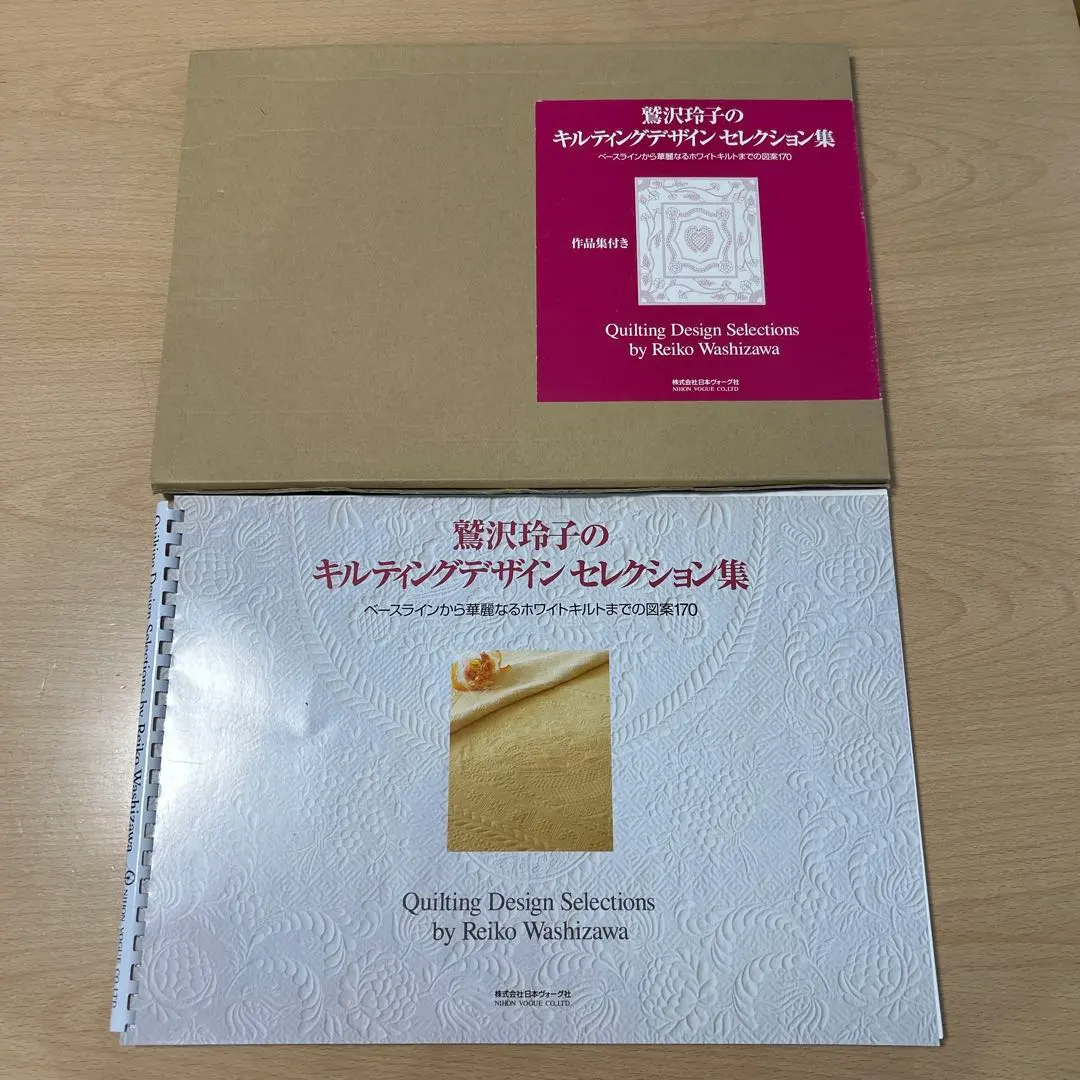 鷲沢玲子の
キルティングデザイン セレクション集
ベースラインから華麗なるホワイトキルトまでの図案170
作品集付き
Quilting Design Selections
by Reiko Washizawa
株式会社日本ヴォーグ社
NIHON VOGUE CO.,LTD
鷲沢玲子の
キルティングデザイン セレクション集
ベースラインから華麗なるホワイトキルトまでの図案170
Quilting Design Selections
by Reiko Washizawa
株式会社日本ヴォーグ社
NIHON VOGUE CO.,LTD
Quilting Design Selections by Reiko Washizawa NIHON VOGUE CO.,LTD